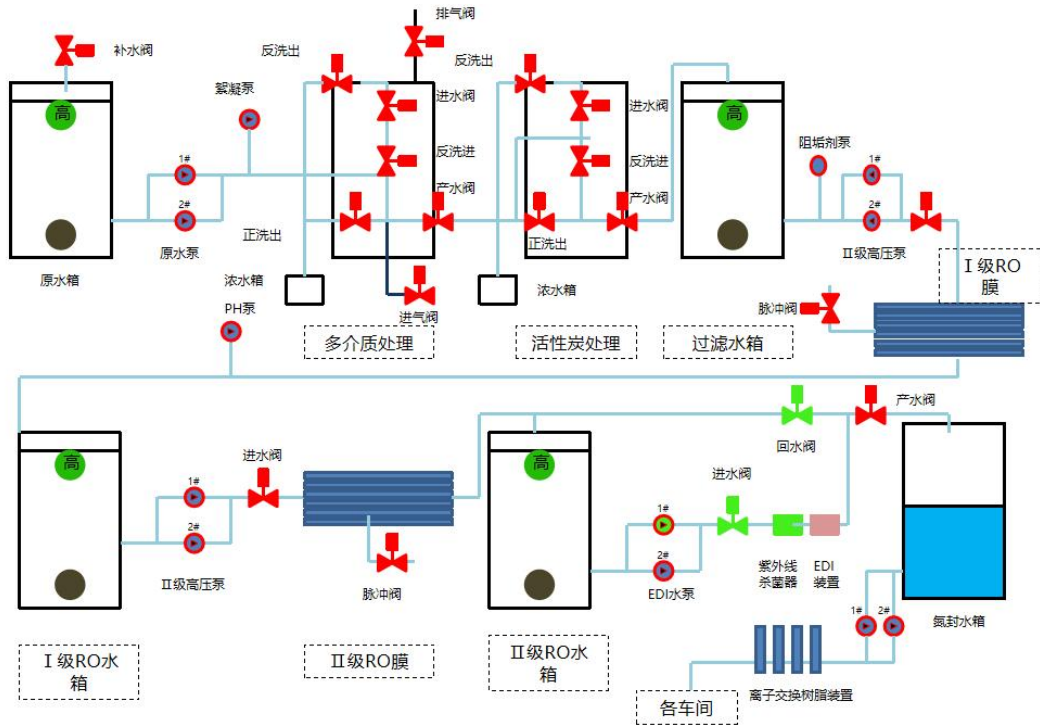 排气阀
补水阀
反洗出
反洗出
高
絮凝泵
进水阀
进水阀
高
阻垢剂泵
1#
反洗进
反洗进
1#
2#
产水阀
产水阀
2#
原水泵
正洗出
正洗出
Ⅱ级高压泵
原水箱
浓水箱
浓水箱
Ⅰ级RO
膜
PH泵
进气阀
脉冲阀
多介质处理
活性炭处理
过滤水箱
产水阀
高
进水阀
高
回水阀
进水阀
1#
2#
1#
2#
Ⅱ级高压泵
脉冲阀
EDI水泵
紫外线
杀菌器
EDI
装置
1#
2#
氮封水箱
Ⅰ级RO水
箱
Ⅱ级RO膜
Ⅱ级RO水
箱
离子交换树脂装置
各车间